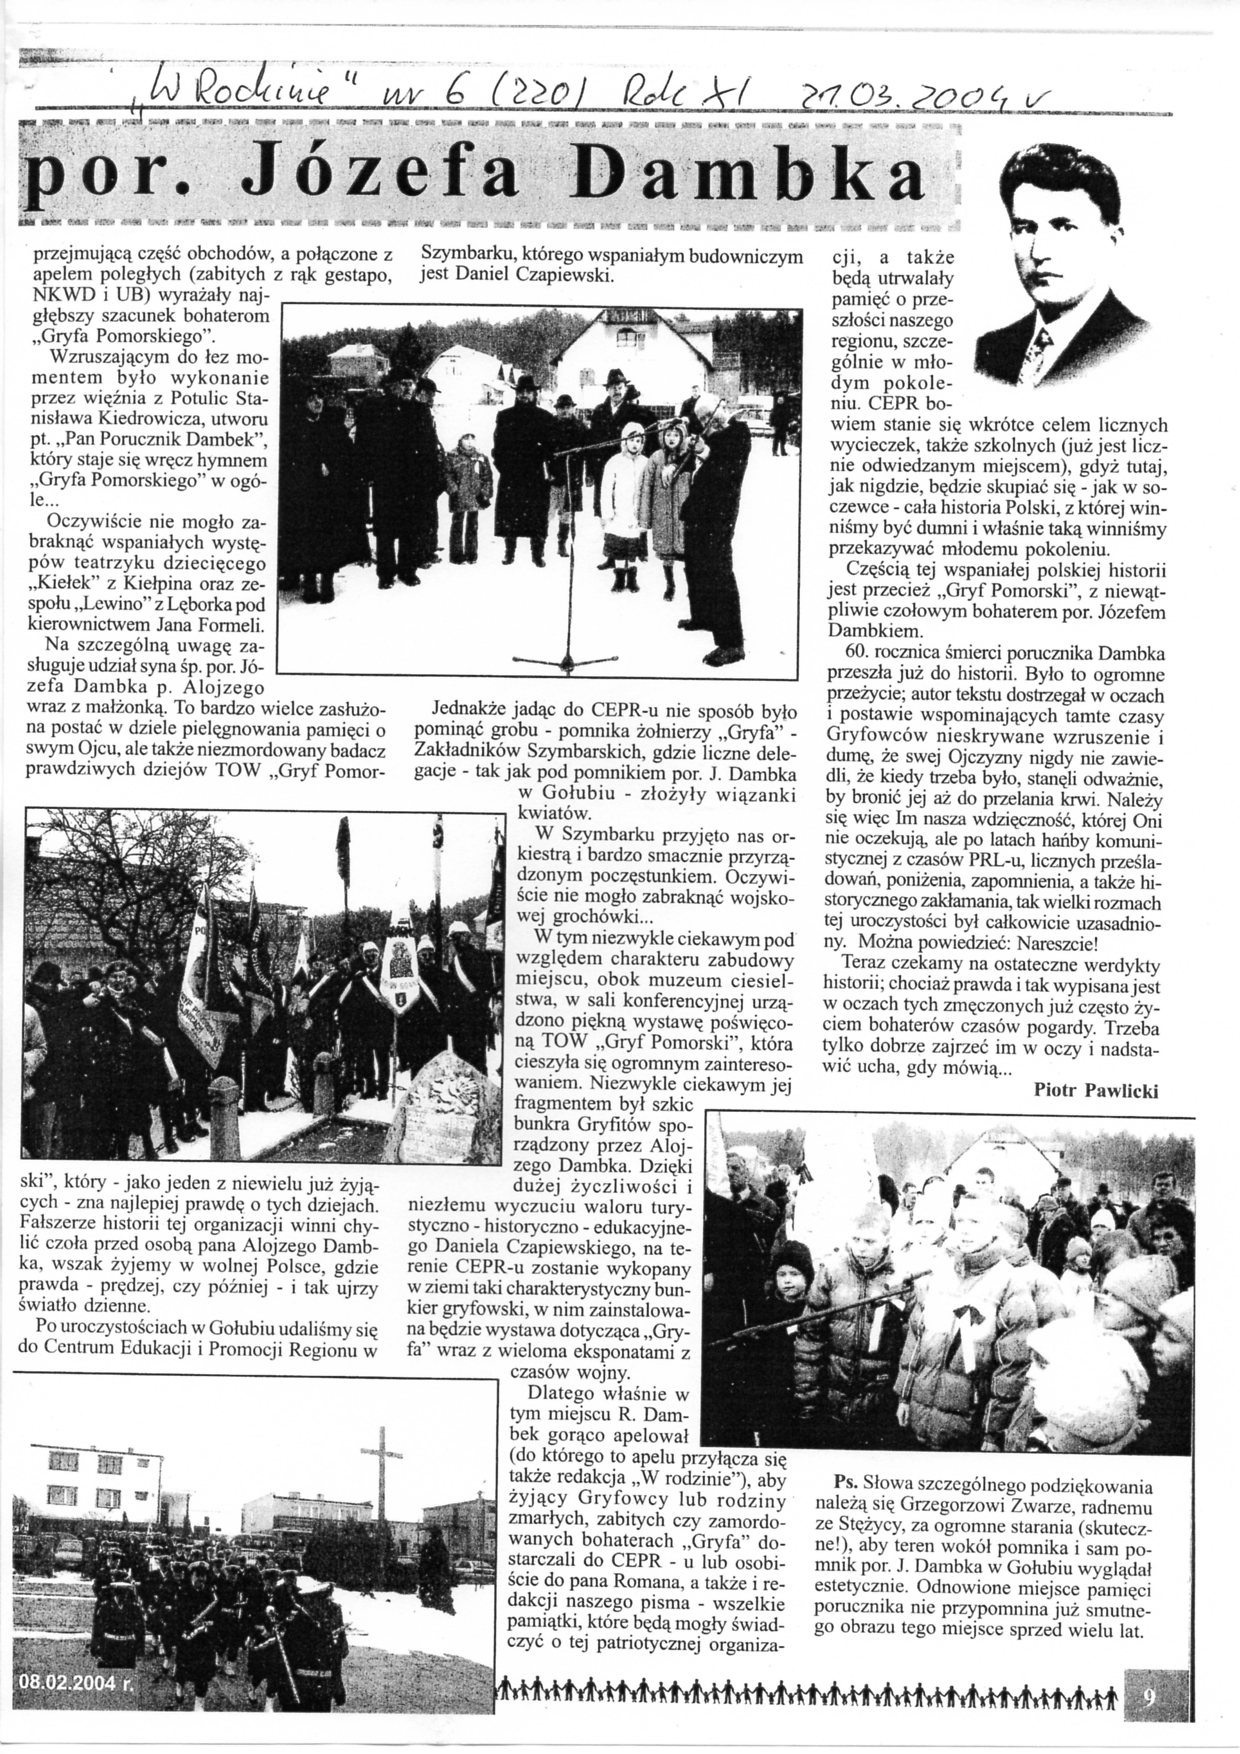 „W Rodzinie" nr 6 (220) Rok XI 21.03.2004 r
por. Józefa Dambka
przejmującą część obchodów, a połączone z
apelem poległych (zabitych z rąk gestapo,
NKWD i UB) wyrażały naj-
głębszy szacunek bohaterom
„Gryfa Pomorskiego”.
Wzruszającym do łez mo-
mentem było wykonanie
przez więźnia z Potulic Sta-
nisława Kiedrowicza, utworu
pt. „Pan Porucznik Dambek”,
który staje się wręcz hymnem
„Gryfa Pomorskiego” w ogó-
le...
Oczywiście nie mogło za-
braknąć wspaniałych wystę-
pów teatrzyku dziecięcego
„Kiełek” z Kiełpina oraz ze-
społu „Lewino” z Lęborka pod
kierownictwem Jana Formeli.
Na szczególną uwagę za-
sługuje udział syna śp. por. Jó-
zefa Dambka p. Alojzego
wraz z małżonką. To bardzo wielce zasłużo-
na postać w dziele pielęgnowania pamięci o
swym Ojcu, ale także niezmordowany badacz
prawdziwych dziejów TOW „Gryf Pomor-
ski”, który - jako jeden z niewielu już żyją-
cych - zna najlepiej prawdę o tych dziejach.
Fałszerze historii tej organizacji winni chy-
lić czoła przed osobą pana Alojzego Damb-
ka, wszak żyjemy w wolnej Polsce, gdzie
prawda - prędzej, czy później - i tak ujrzy
światło dzienne.
Po uroczystościach w Gołubiu udaliśmy się
do Centrum Edukacji i Promocji Regionu w
08.02.2004 r.
Szymbarku, którego wspaniałym budowniczym
jest Daniel Czapiewski.
Jednakże jadąc do CEPR-u nie sposób było
pominąć grobu - pomnika żołnierzy „Gryfa” -
Zakładników Szymbarskich, gdzie liczne dele-
gacje - tak jak pod pomnikiem por. J. Dambka
w Gołubiu - złożyły wiązanki
kwiatów.
W Szymbarku przyjęto nas or-
kiestrą i bardzo smacznie przyrzą-
dzonym poczęstunkiem. Oczywi-
ście nie mogło zabraknąć wojsko-
wej grochówki...
W tym niezwykle ciekawym pod
względem charakteru zabudowy
miejscu, obok muzeum ciesiel-
stwa, w sali konferencyjnej urzą-
dzono piękną wystawę poświęco-
ną TOW „Gryf Pomorski”, która
cieszyła się ogromnym zaintereso-
waniem. Niezwykle ciekawym jej
fragmentem był szkic
bunkra Gryfitów spo-
rządzony przez Aloj-
zego Dambka. Dzięki
dużej życzliwości i
niezłemu wyczuciu waloru tury-
styczno - historyczno - edukacyjne-
go Daniela Czapiewskiego, na te-
renie CEPR-u zostanie wykopany
w ziemi taki charakterystyczny bun-
kier gryfowski, w nim zainstalowa-
na będzie wystawa dotycząca „Gry-
fa” wraz z wieloma eksponatami z
czasów wojny.
Dlatego właśnie w
tym miejscu R. Dam-
bek gorąco apelował
(do którego to apelu przyłącza się
także redakcja „W rodzinie”), aby
żyjący Gryfowcy lub rodziny
zmarłych, zabitych czy zamordo-
wanych bohaterach „Gryfa” do-
starczali do CEPR - u lub osobi-
ście do pana Romana, a także i re-
dakcji naszego pisma - wszelkie
pamiątki, które będą mogły świad-
czyć o tej patriotycznej organiza-
cji, a także
będą utrwalały
pamięć o prze-
szłości naszego
regionu, szcze-
gólnie w mło-
dym pokole-
niu. CEPR bo-
wiem stanie się wkrótce celem licznych
wycieczek, także szkolnych (już jest licz-
nie odwiedzanym miejscem), gdyż tutaj,
jak nigdzie, będzie skupiać się - jak w so-
czewce - cała historia Polski, z której win-
niśmy być dumni i właśnie taką winniśmy
przekazywać młodemu pokoleniu.
Częścią tej wspaniałej polskiej historii
jest przecież „Gryf Pomorski”, z niewąt-
pliwie czołowym bohaterem por. Józefem
Dambkiem.
60. rocznica śmierci porucznika Dambka
przeszła już do historii. Było to ogromne
przeżycie; autor tekstu dostrzegał w oczach
i postawie wspominających tamte czasy
Gryfowców nieskrywane wzruszenie i
dumę, że swej Ojczyzny nigdy nie zawie-
dli, że kiedy trzeba było, stanęli odważnie,
by bronić jej aż do przelania krwi. Należy
się więc Im nasza wdzięczność, której Oni
nie oczekują, ale po latach hańby komuni-
stycznej z czasów PRL-u, licznych prześla-
dowań, poniżenia, zapomnienia, a także hi-
storycznego zakłamania, tak wielki rozmach
tej uroczystości był całkowicie uzasadnio-
ny. Można powiedzieć: Nareszcie!
Teraz czekamy na ostateczne werdykty
historii; chociaż prawda i tak wypisana jest
w oczach tych zmęczonych już często ży-
ciem bohaterów czasów pogardy. Trzeba
tylko dobrze zajrzeć im w oczy i nadsta-
wić ucha, gdy mówią...
Piotr Pawlicki
Ps. Słowa szczególnego podziękowania
należą się Grzegorzowi Zwarze, radnemu
ze Stężycy, za ogromne starania (skutecz-
ne!), aby teren wokół pomnika i sam po-
mnik por. J. Dambka w Gołubiu wyglądał
estetycznie. Odnowione miejsce pamięci
porucznika nie przypomnina już smutne-
go obrazu tego miejsce sprzed wielu lat.
9